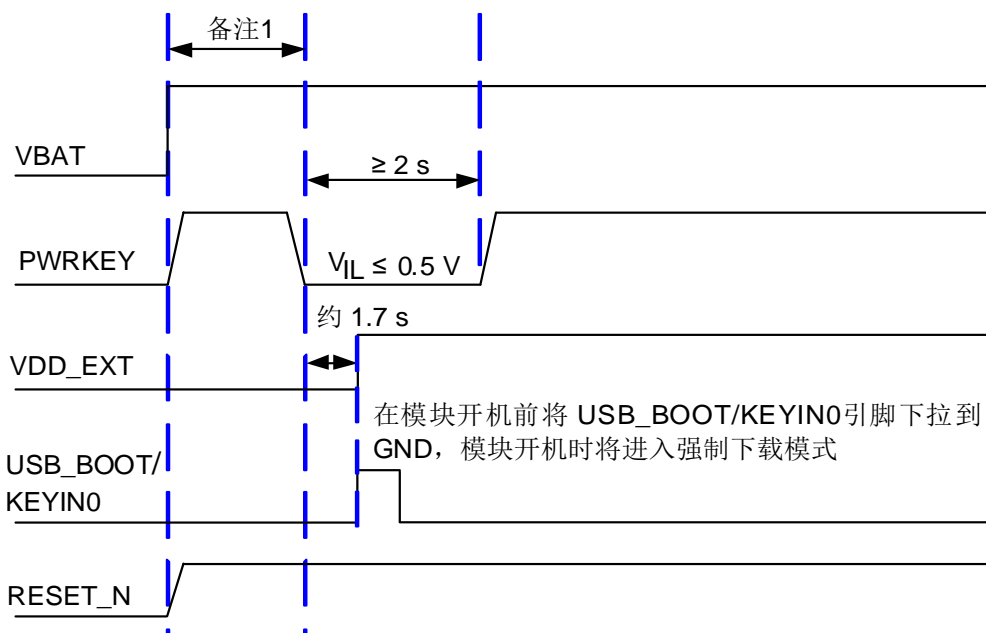 备注1
VBAT
≥ 2 s
PWRKEY
VIL ≤ 0.5 V
约 1.7 s
VDD_EXT
在模块开机前将 USB_BOOT/KEYIN0引脚下拉到
GND，模块开机时将进入强制下载模式
USB_BOOT/
KEYIN0
RESET_N